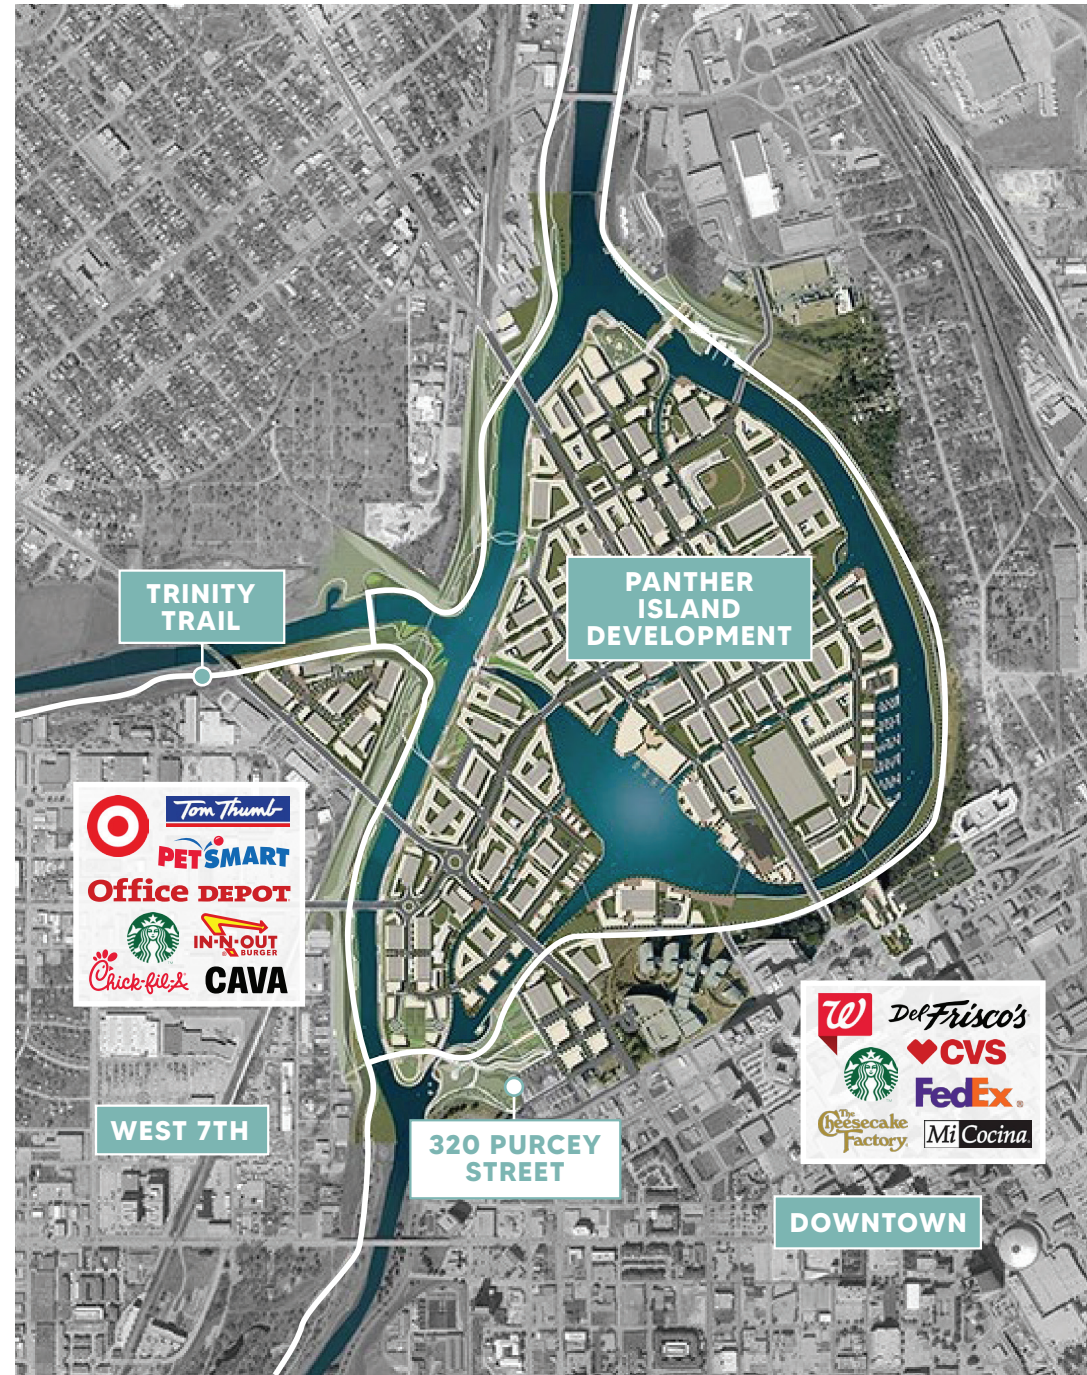 TRINITY
TRAIL
PANTHER
ISLAND
DEVELOPMENT
Tom Thumb
PETSMART
Office DEPOT
IN-N-OUT
BURGER
Chick-fil-A
CAVA
WEST 7TH
320 PURCEY
STREET
W
Del Frisco's
CVS
FedEx®
The
Cheesecake
Factory
Mi Cocina
DOWNTOWN